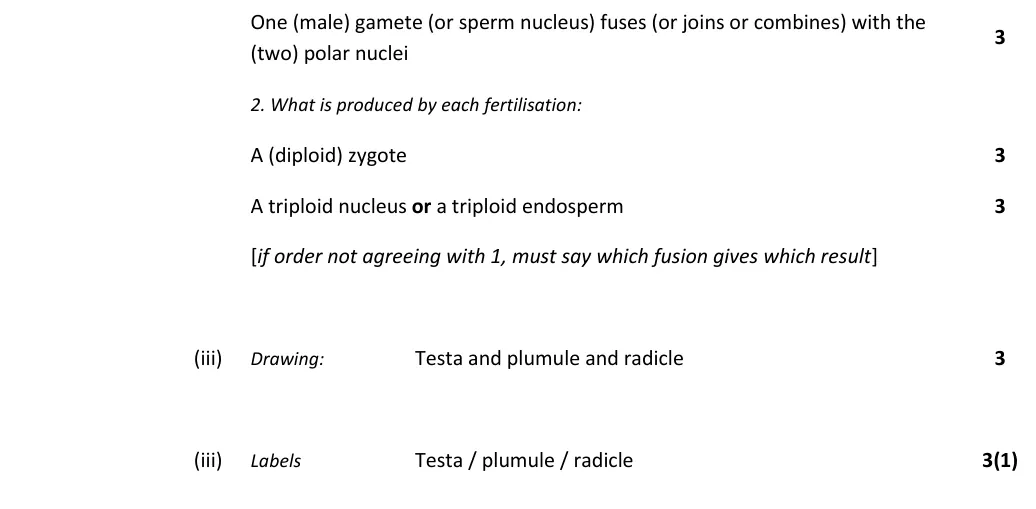 One (male) gamete (or sperm nucleus) fuses (or joins or combines) with the
3
(two) polar nuclei
2. What is produced by each fertilisation:
A (diploid) zygote 3
A triploid nucleus or a triploid endosperm 3
[if order not agreeing with 1, must say which fusion gives which result]
(iii) Drawing: Testa and plumule and radicle 3
(iii) Labels Testa / plumule / radicle 3(1)